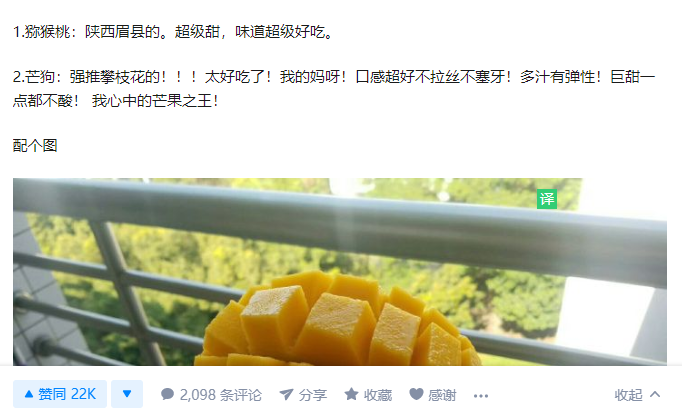 1.猕猴桃：陕西眉县的。超级甜，味道超级好吃。
2.芒狗：强推攀枝花的！！！太好吃了！我的妈呀！口感超好不拉丝不塞牙！多汁有弹性！巨甜一
点都不酸！ 我心中的芒果之王！
配个图
译
赞同 22K 2,098 条评论 分享 收藏 感谢 收起